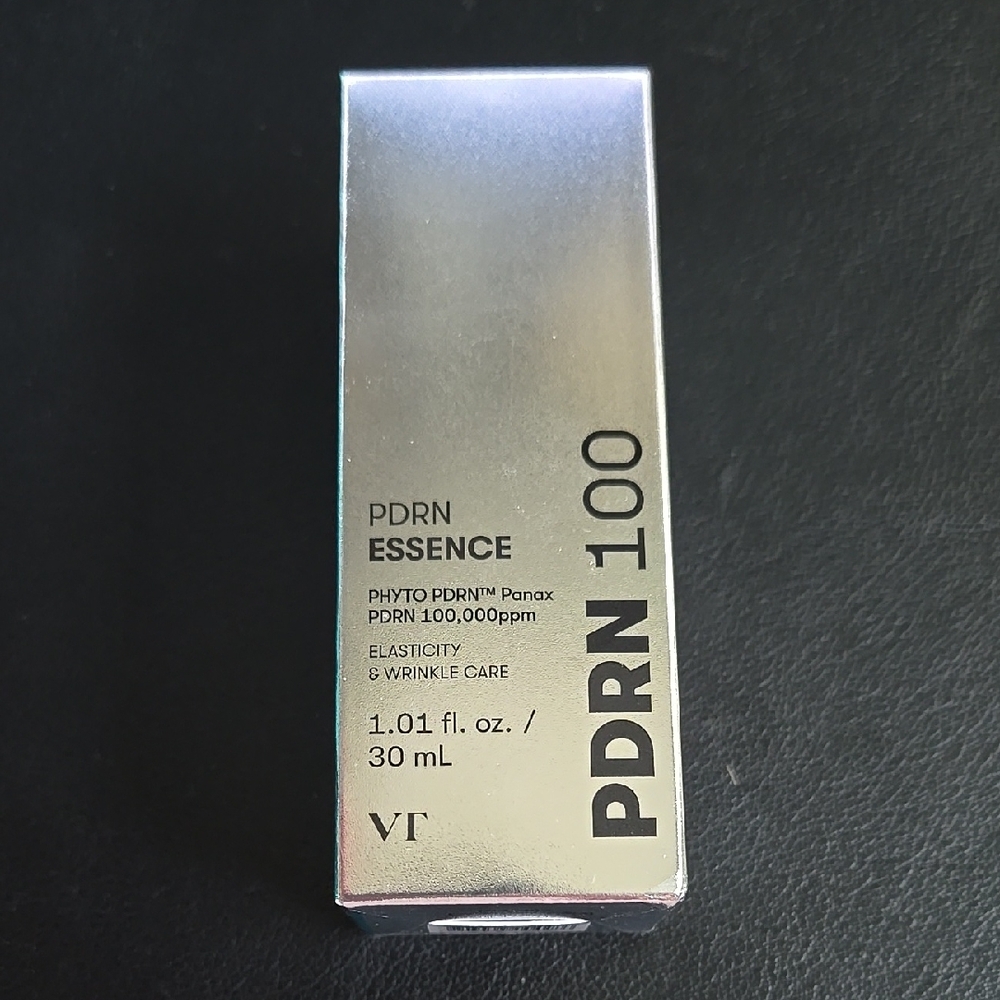 PDRN
ESSENCE
PHYTO PDRN™ Panax
PDRN 100,000ppm
ELASTICITY
& WRINKLE CARE
1.01 fl. oz. /
30 mL
VT
PDRN 100